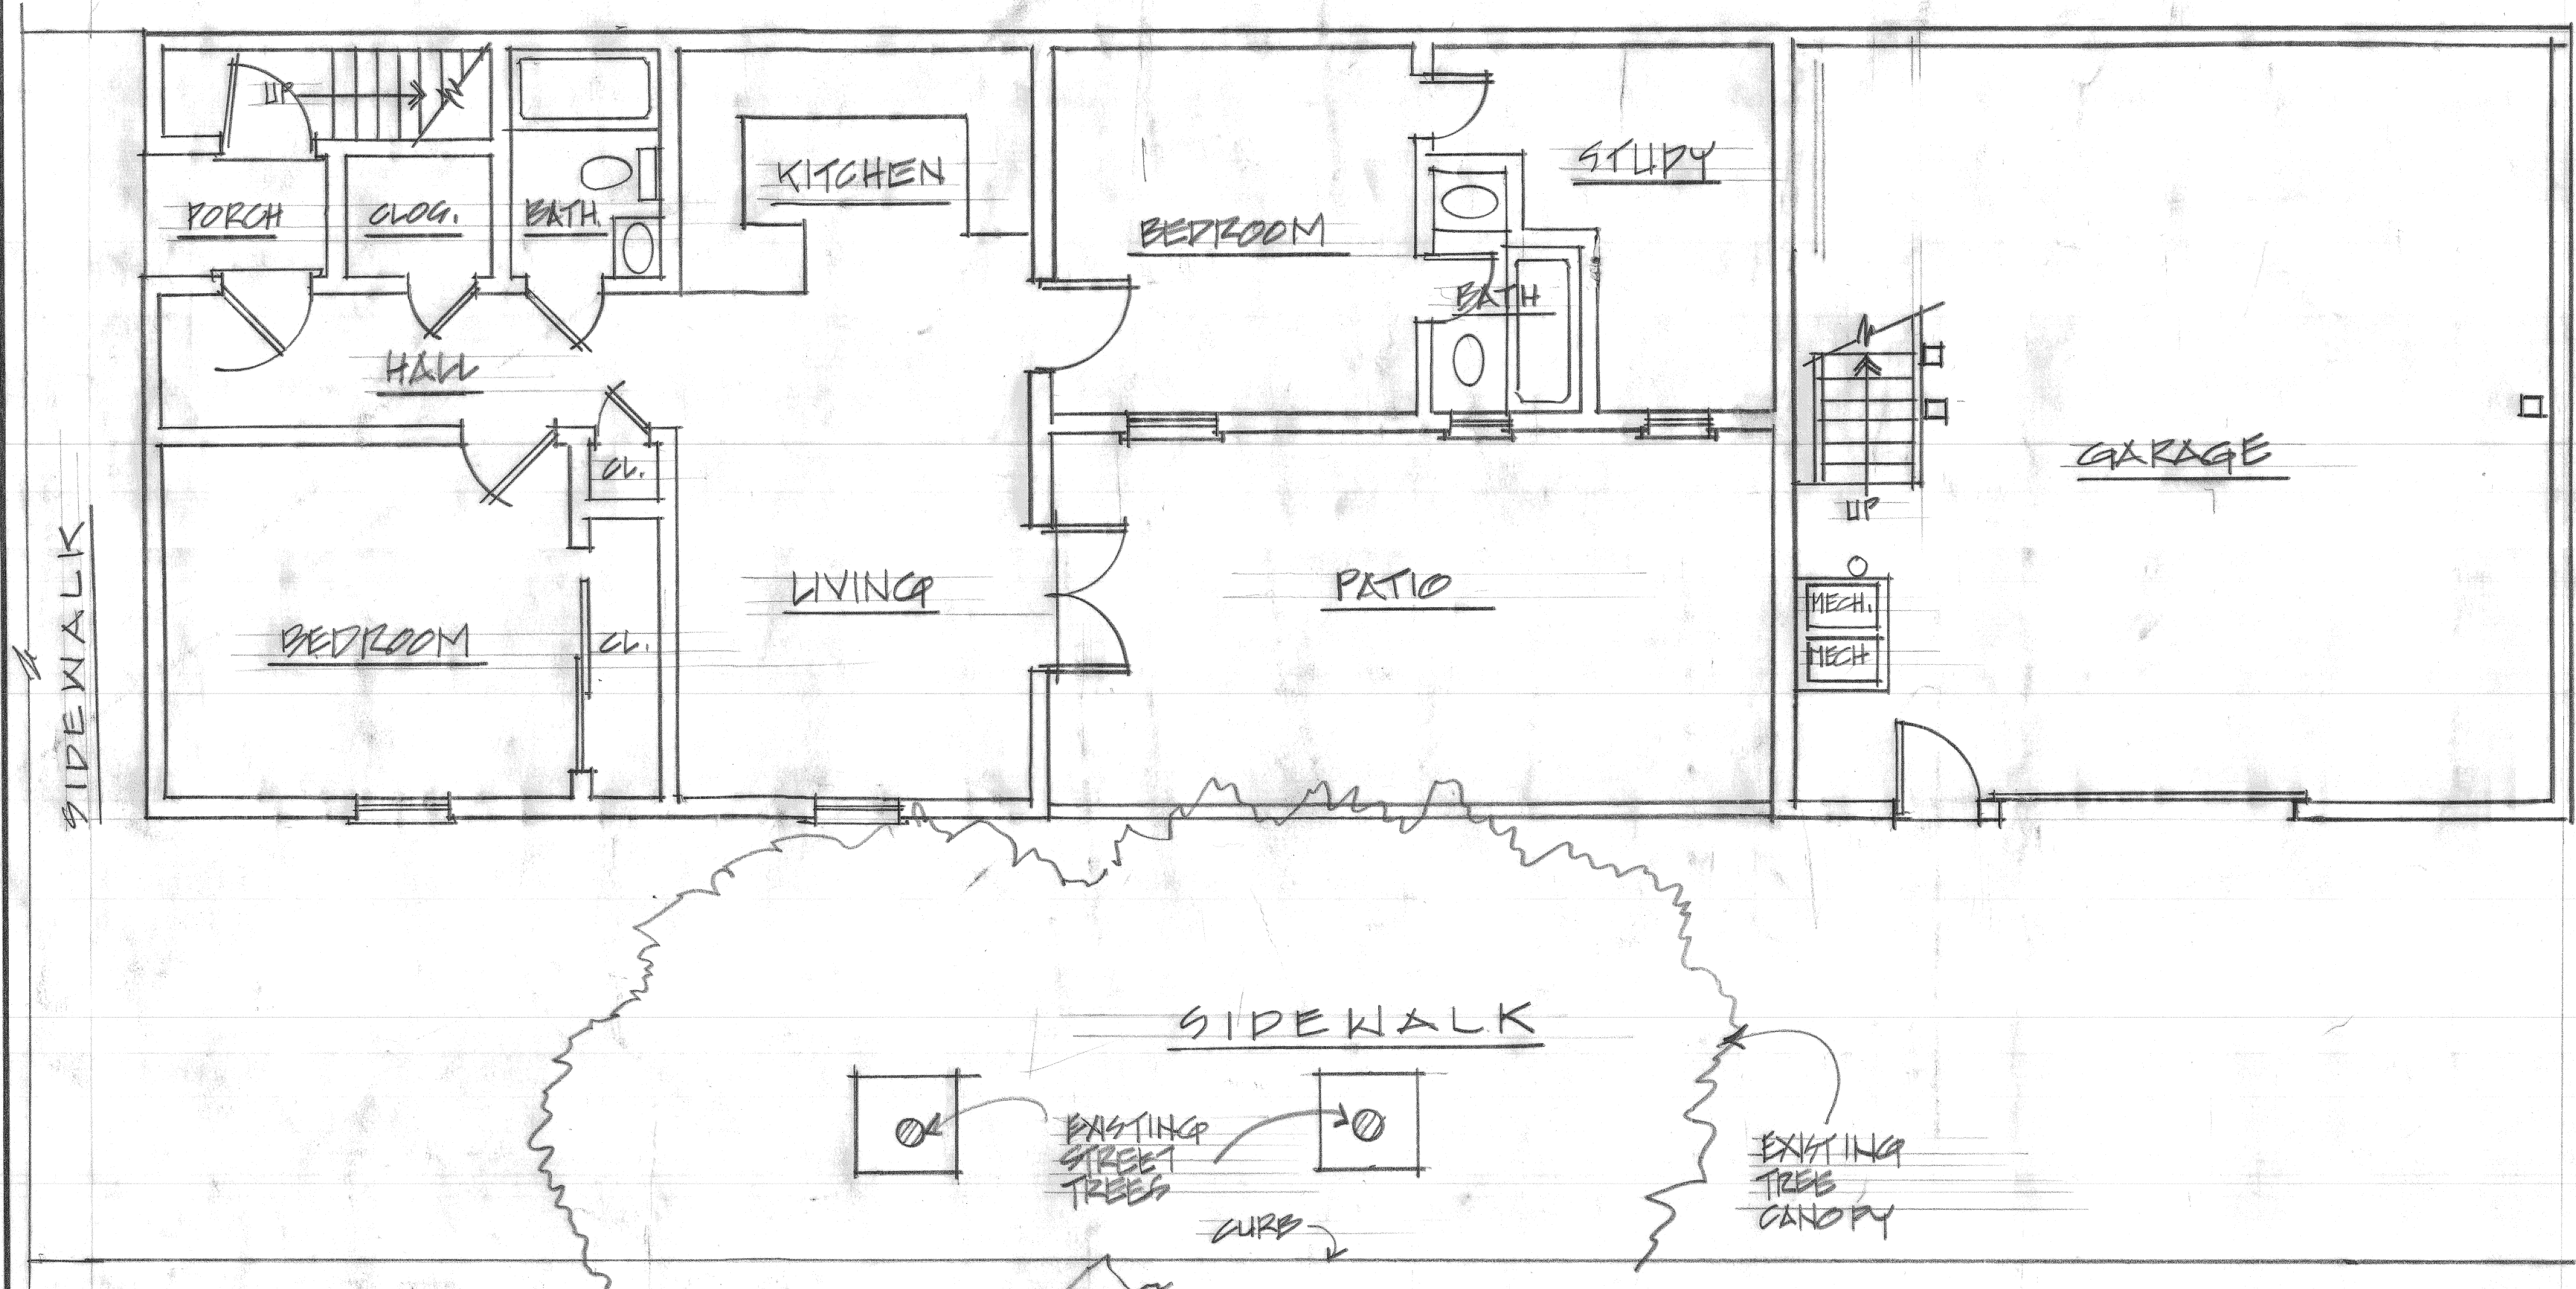 UP
KITCHEN
STUDY
PORCH
CLOS.
BATH.
BEDROOM
BATH
HALL
GARAGE
CL.
UP
LIVING
PATIO
MECH.
BEDROOM
CL.
MECH
SIDEWALK
SIDEWALK
EXISTING
STREET
TREES
EXISTING
TREE
CANOPY
CURB